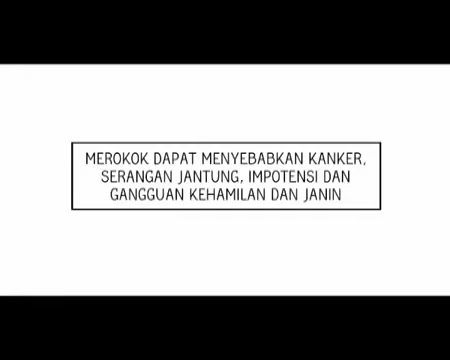 MEROKOK DAPAT MENYEBABKAN KANKER,
SERANGAN JANTUNG, IMPOTENSI DAN
GANGGUAN KEHAMILAN DAN JANIN